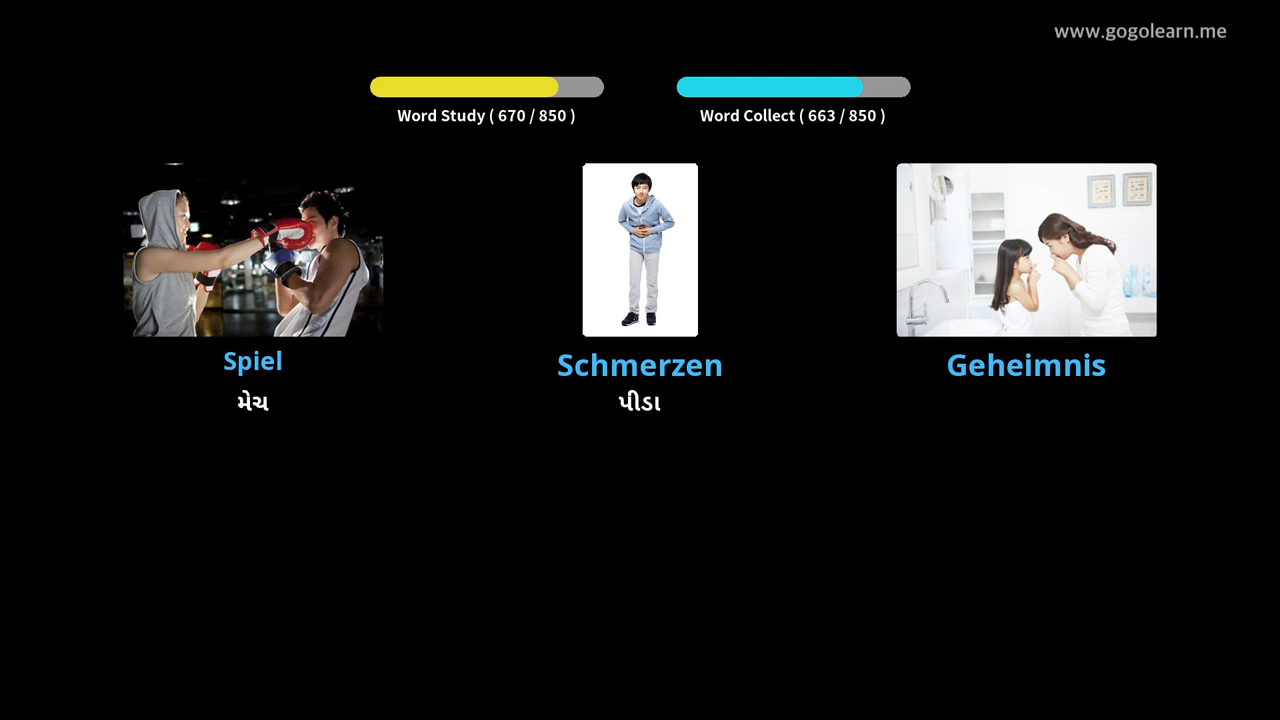 www.gogolearn.me
Word Study ( 670 / 850 )
Word Collect ( 663 / 850 )
Spiel
Schmerzen
Geheimnis
મેચ
પીડા